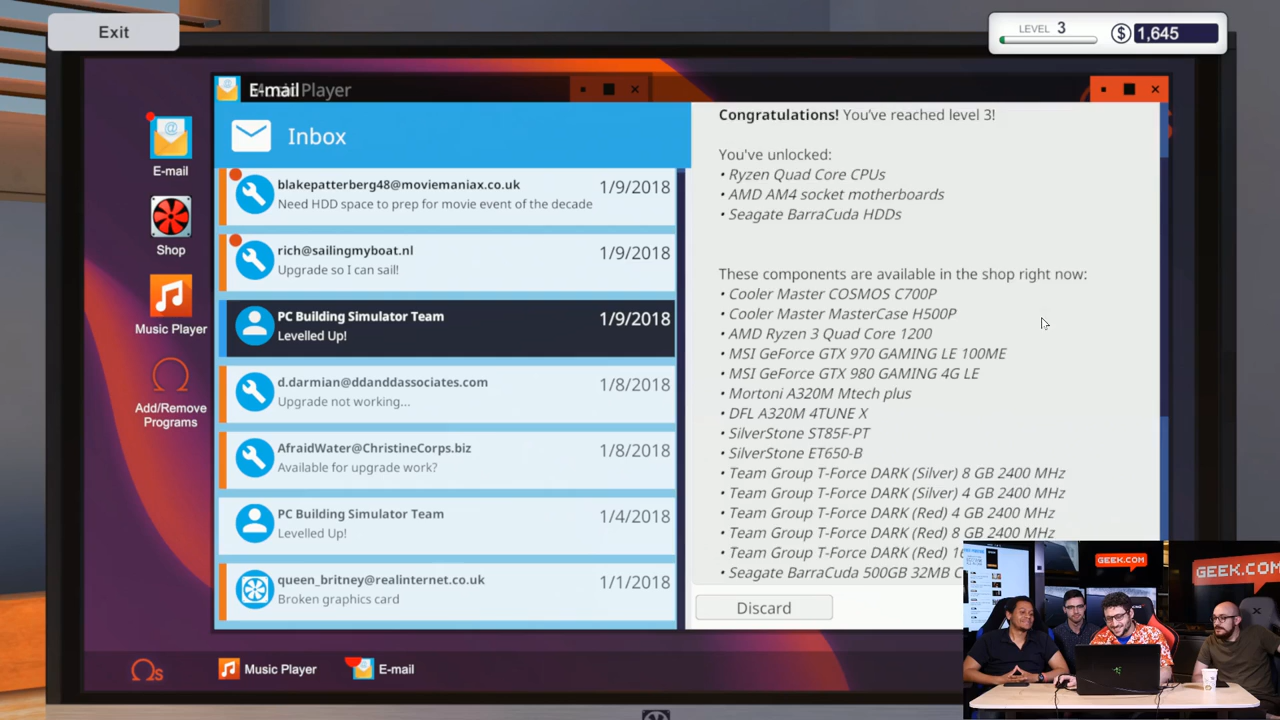 Exit
LEVEL 3
$ 1,645
E-mail Player
E-mail
Shop
Music Player
Add/Remove
Programs
Inbox
blakepatterberg48@moviemaniax.co.uk 1/9/2018
Need HDD space to prep for movie event of the decade
rich@sailingmyboat.nl 1/9/2018
Upgrade so I can sail!
PC Building Simulator Team 1/9/2018
Levelled Up!
d.darmian@ddanddassociates.com 1/8/2018
Upgrade not working...
AfraidWater@ChristineCorps.biz 1/8/2018
Available for upgrade work?
PC Building Simulator Team 1/4/2018
Levelled Up!
queen_britney@realinternet.co.uk 1/1/2018
Broken graphics card
Congratulations! You've reached level 3!
You've unlocked:
• Ryzen Quad Core CPUs
• AMD AM4 socket motherboards
• Seagate BarraCuda HDDs
These components are available in the shop right now:
• Cooler Master COSMOS C700P
• Cooler Master MasterCase H500P
• AMD Ryzen 3 Quad Core 1200
• MSI GeForce GTX 970 GAMING LE 100ME
• MSI GeForce GTX 980 GAMING 4G LE
• Mortoni A320M Mtech plus
• DFL A320M 4TUNE X
• SilverStone ST85F-PT
• SilverStone ET650-B
• Team Group T-Force DARK (Silver) 8 GB 2400 MHz
• Team Group T-Force DARK (Silver) 4 GB 2400 MHz
• Team Group T-Force DARK (Red) 4 GB 2400 MHz
• Team Group T-Force DARK (Red) 8 GB 2400 MHz
• Team Group T-Force DARK (Red)
• Seagate BarraCuda 500GB 32MB
Discard
Music Player
E-mail
GEEK.COM
GEEK.COM